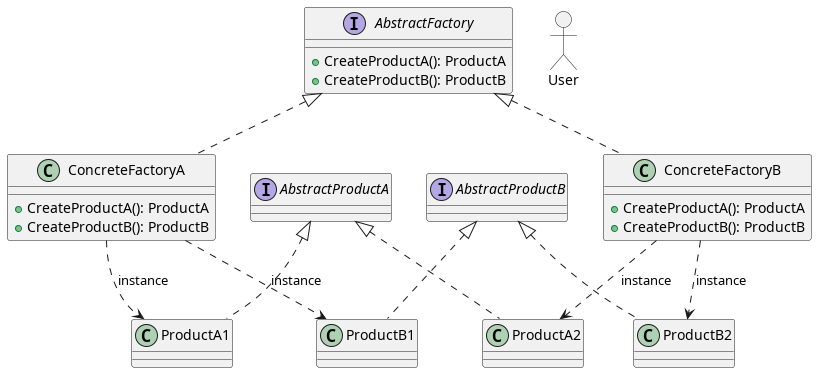 I AbstractFactory
+ CreateProductA(): ProductA
+ CreateProductB(): ProductB
User
C ConcreteFactoryA
+ CreateProductA(): ProductA
+ CreateProductB(): ProductB
I AbstractProductA
I AbstractProductB
C ConcreteFactoryB
+ CreateProductA(): ProductA
+ CreateProductB(): ProductB
instance
instance
instance
instance
C ProductA1
C ProductB1
C ProductA2
C ProductB2